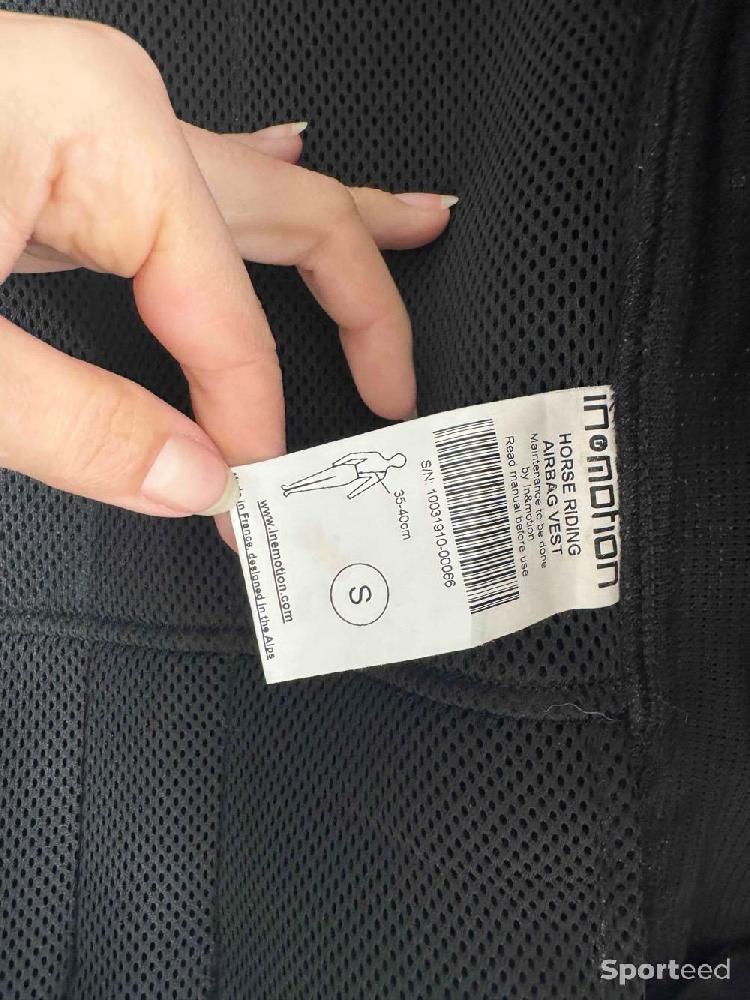 IN&MOTION
HORSE RIDING
AIRBAG VEST
Maintenance to be done
by In&motion
Read manual before use
S/N: 10031910-00066
35-40cm
S
www.inemotion.com
in France, designed in the Alps
Sporteed